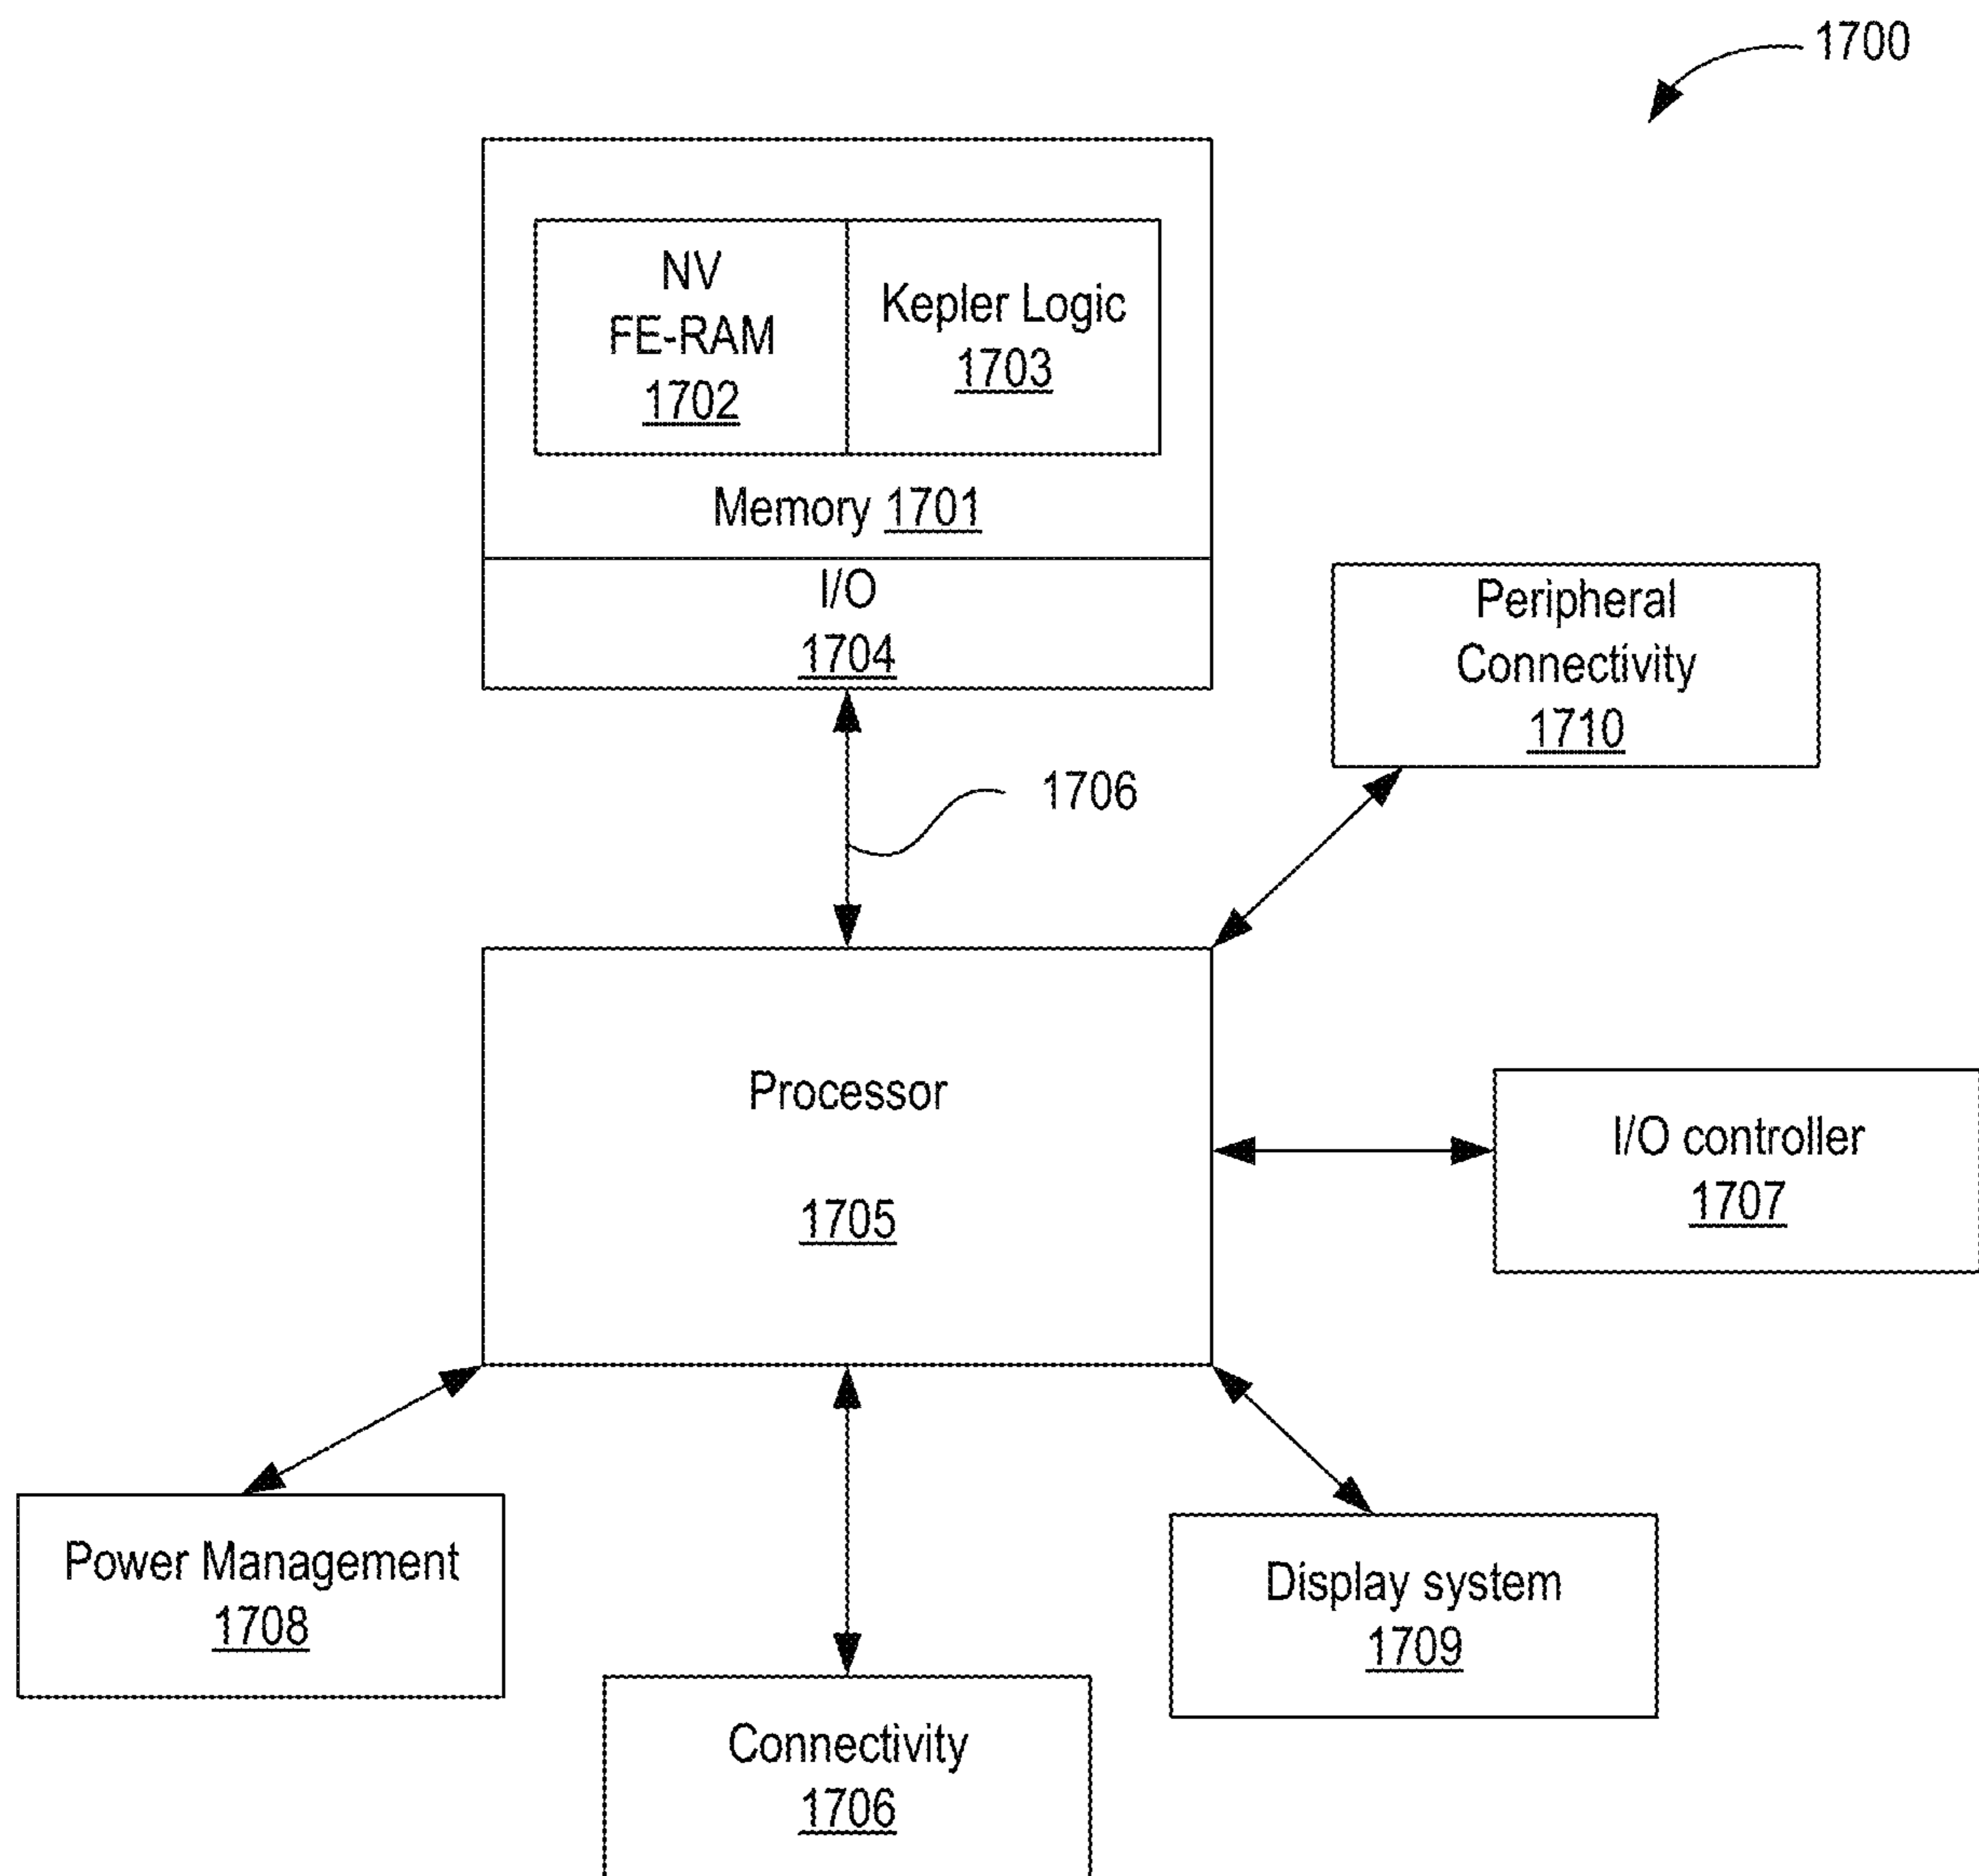 1700
NV
FE-RAM
1702
Kepler Logic
1703
Memory 1701
I/O
1704
Peripheral
Connectivity
1710
1706
Processor
1705
I/O controller
1707
Power Management
1708
Display system
1709
Connectivity
1706